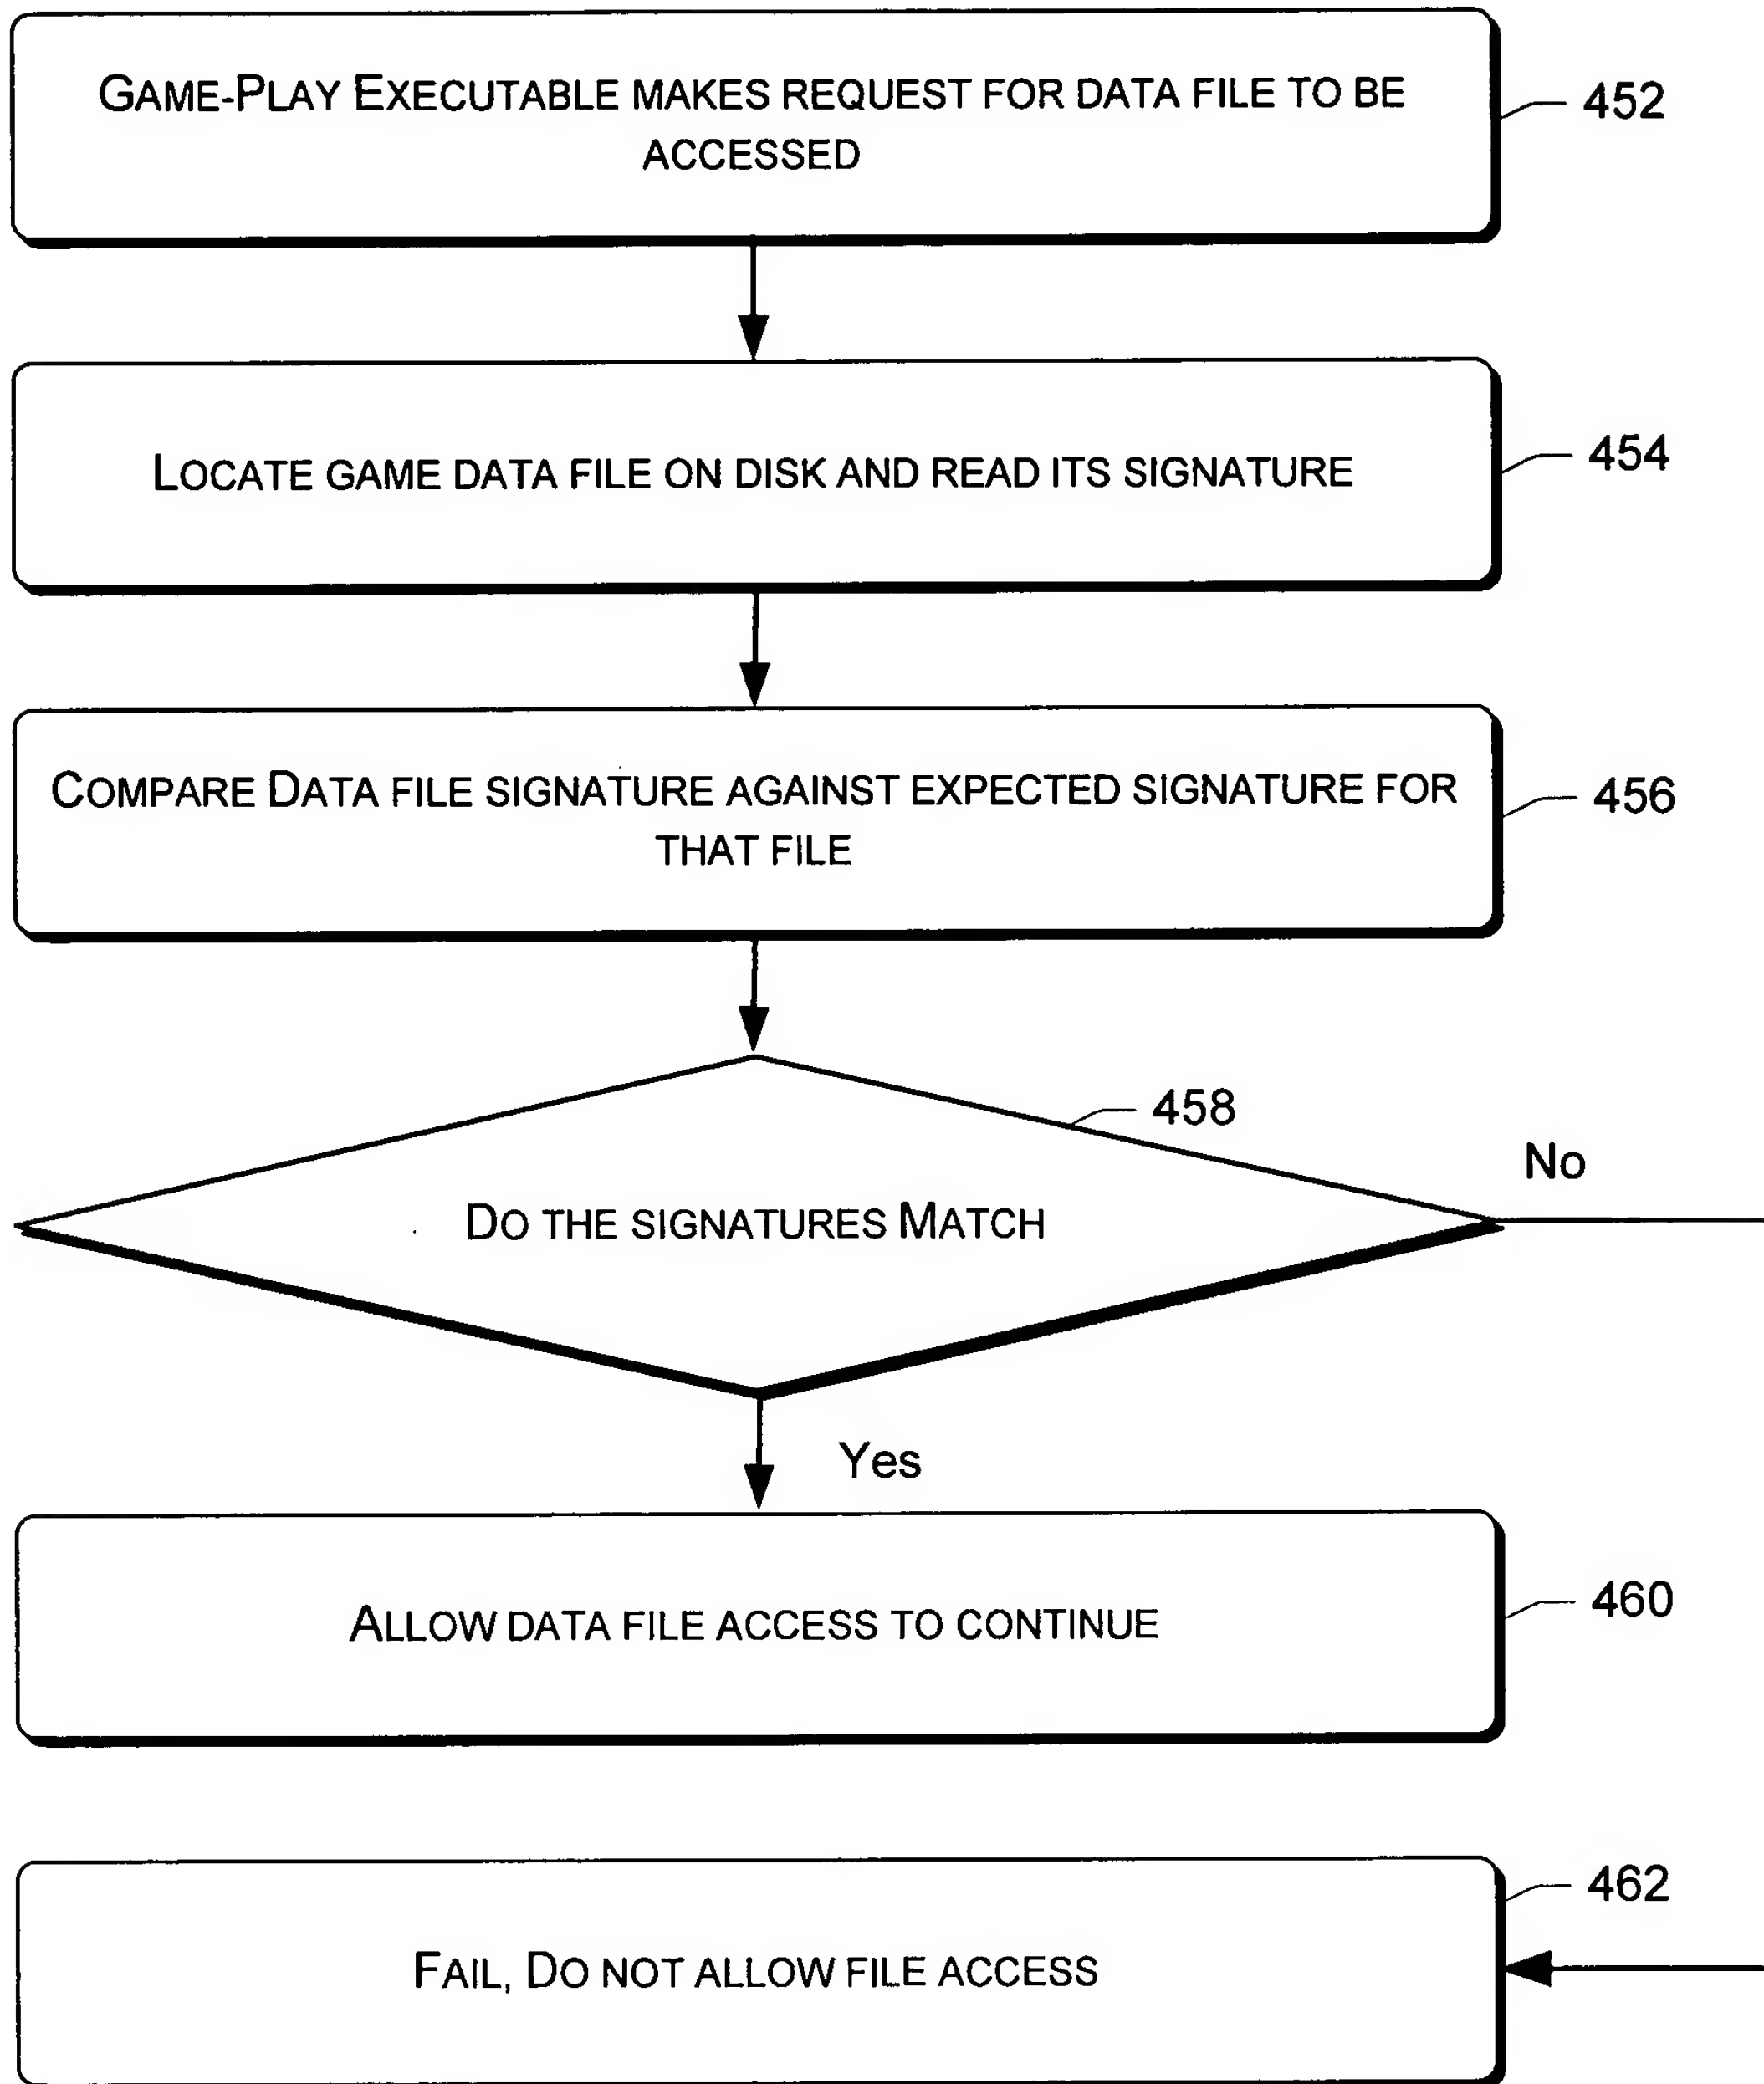 GAME-PLAY EXECUTABLE MAKES REQUEST FOR DATA FILE TO BE
ACCESSED
452
LOCATE GAME DATA FILE ON DISK AND READ ITS SIGNATURE
454
COMPARE DATA FILE SIGNATURE AGAINST EXPECTED SIGNATURE FOR
THAT FILE
456
458
No
DO THE SIGNATURES MATCH
Yes
ALLOW DATA FILE ACCESS TO CONTINUE
460
462
FAIL, DO NOT ALLOW FILE ACCESS